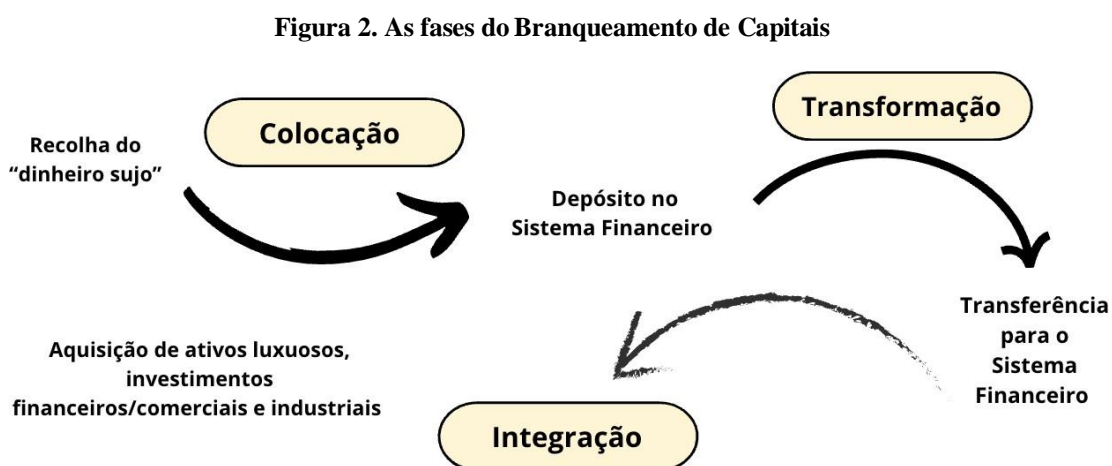 Figura 2. As fases do Branqueamento de Capitais
Colocação
Transformação
Recolha do
“dinheiro sujo”
Depósito no
Sistema Financeiro
Transferência
para o
Sistema
Financeiro
Aquisição de ativos luxuosos,
investimentos
financeiros/comerciais e industriais
Integração